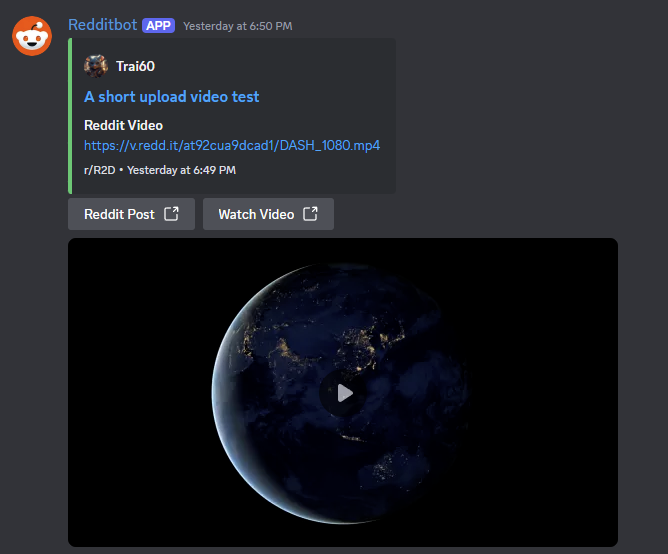 Redditbot APP Yesterday at 6:50 PM
Trai60
A short upload video test
Reddit Video
https://v.redd.it/at92cua9dcad1/DASH_1080.mp4
r/R2D • Yesterday at 6:49 PM
Reddit Post
Watch Video